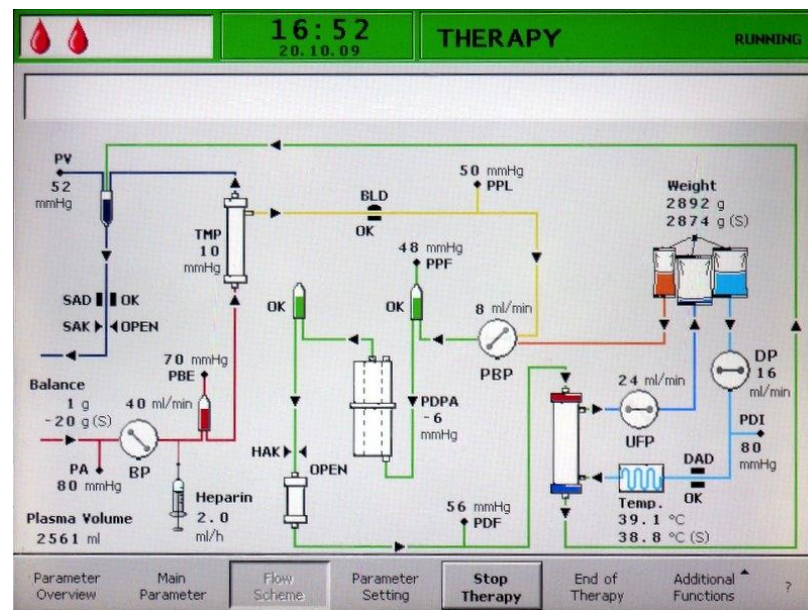 16:52
20.10.09
THERAPY
RUNNING
PV
52
mmHg
TMP
10
mmHg
BLD
OK
50 mmHg
PPL
48 mmHg
PPF
Weight
2892 g
2874 g (S)
SAD OK
SAK OPEN
OK
OK
8 ml/min
PBP
70 mmHg
PBE
Balance
1 g
-20 g (S)
40 ml/min
BP
PA
80 mmHg
PDPA
-6
mmHg
24 ml/min
UFP
DP
16
ml/min
PDI
80
mmHg
HAK
OPEN
DAD
OK
Heparin
2.0
ml/h
56 mmHg
PDF
Temp.
39.1 °C
38.8 °C (S)
Plasma Volume
2561 ml
Parameter
Overview
Main
Parameter
Flow
Scheme
Parameter
Setting
Stop
Therapy
End of
Therapy
Additional
Functions
?